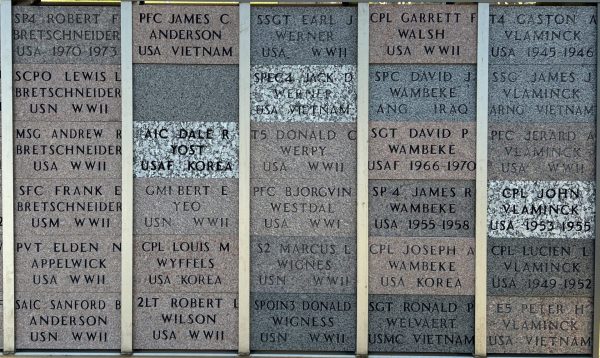 SP4 ROBERT F
BRETSCHNEIDER
USA 1970-1973
SCPO LEWIS L
BRETSCHNEIDER
USN WWII
MSG ANDREW R
BRETSCHNEIDER
USA WWII
SFC FRANK E
BRETSCHNEIDER
USM WWII
PVT ELDEN N
APPELWICK
USA WWII
SAIC SANFORD B
ANDERSON
USN WWII
PFC JAMES C
ANDERSON
USA VIETNAM
A1C DALE R
YOST
USAF KOREA
GM1 BERT E
YEO
USN WWII
CPL LOUIS M
WYFFELS
USA KOREA
2LT ROBERT L
WILSON
USA WWII
SSGT EARL J
WERNER
USA WWII
SPEC4 JACK D
WERNER
USA VIETNAM
T5 DONALD C
WERPY
USA WWII
PFC BJORGVIN
WESTDAL
USA WWI
S2 MARCUS L
WIGNES
USN WWII
SPOIN3 DONALD
WIGNESS
USN WWII
CPL GARRETT F
WALSH
USA WWII
SPC DAVID J
WAMBEKE
ANG IRAQ
SGT DAVID P
WAMBEKE
USAF 1966-1970
SP4 JAMES R
WAMBEKE
USA 1955-1958
CPL JOSEPH A
WAMBEKE
USA KOREA
SGT RONALD P
WELVAERT
USMC VIETNAM
T4 GASTON A
VLAMINCK
USA 1945-1946
SSG JAMES J
VLAMINCK
ARNG VIETNAM
PFC JERARD A
VLAMINCK
USA WWII
CPL JOHN
VLAMINCK
USA 1953-1955
CPL LUCIEN L
VLAMINCK
USA 1949-1952
E5 PETER H
VLAMINCK
USA VIETNAM